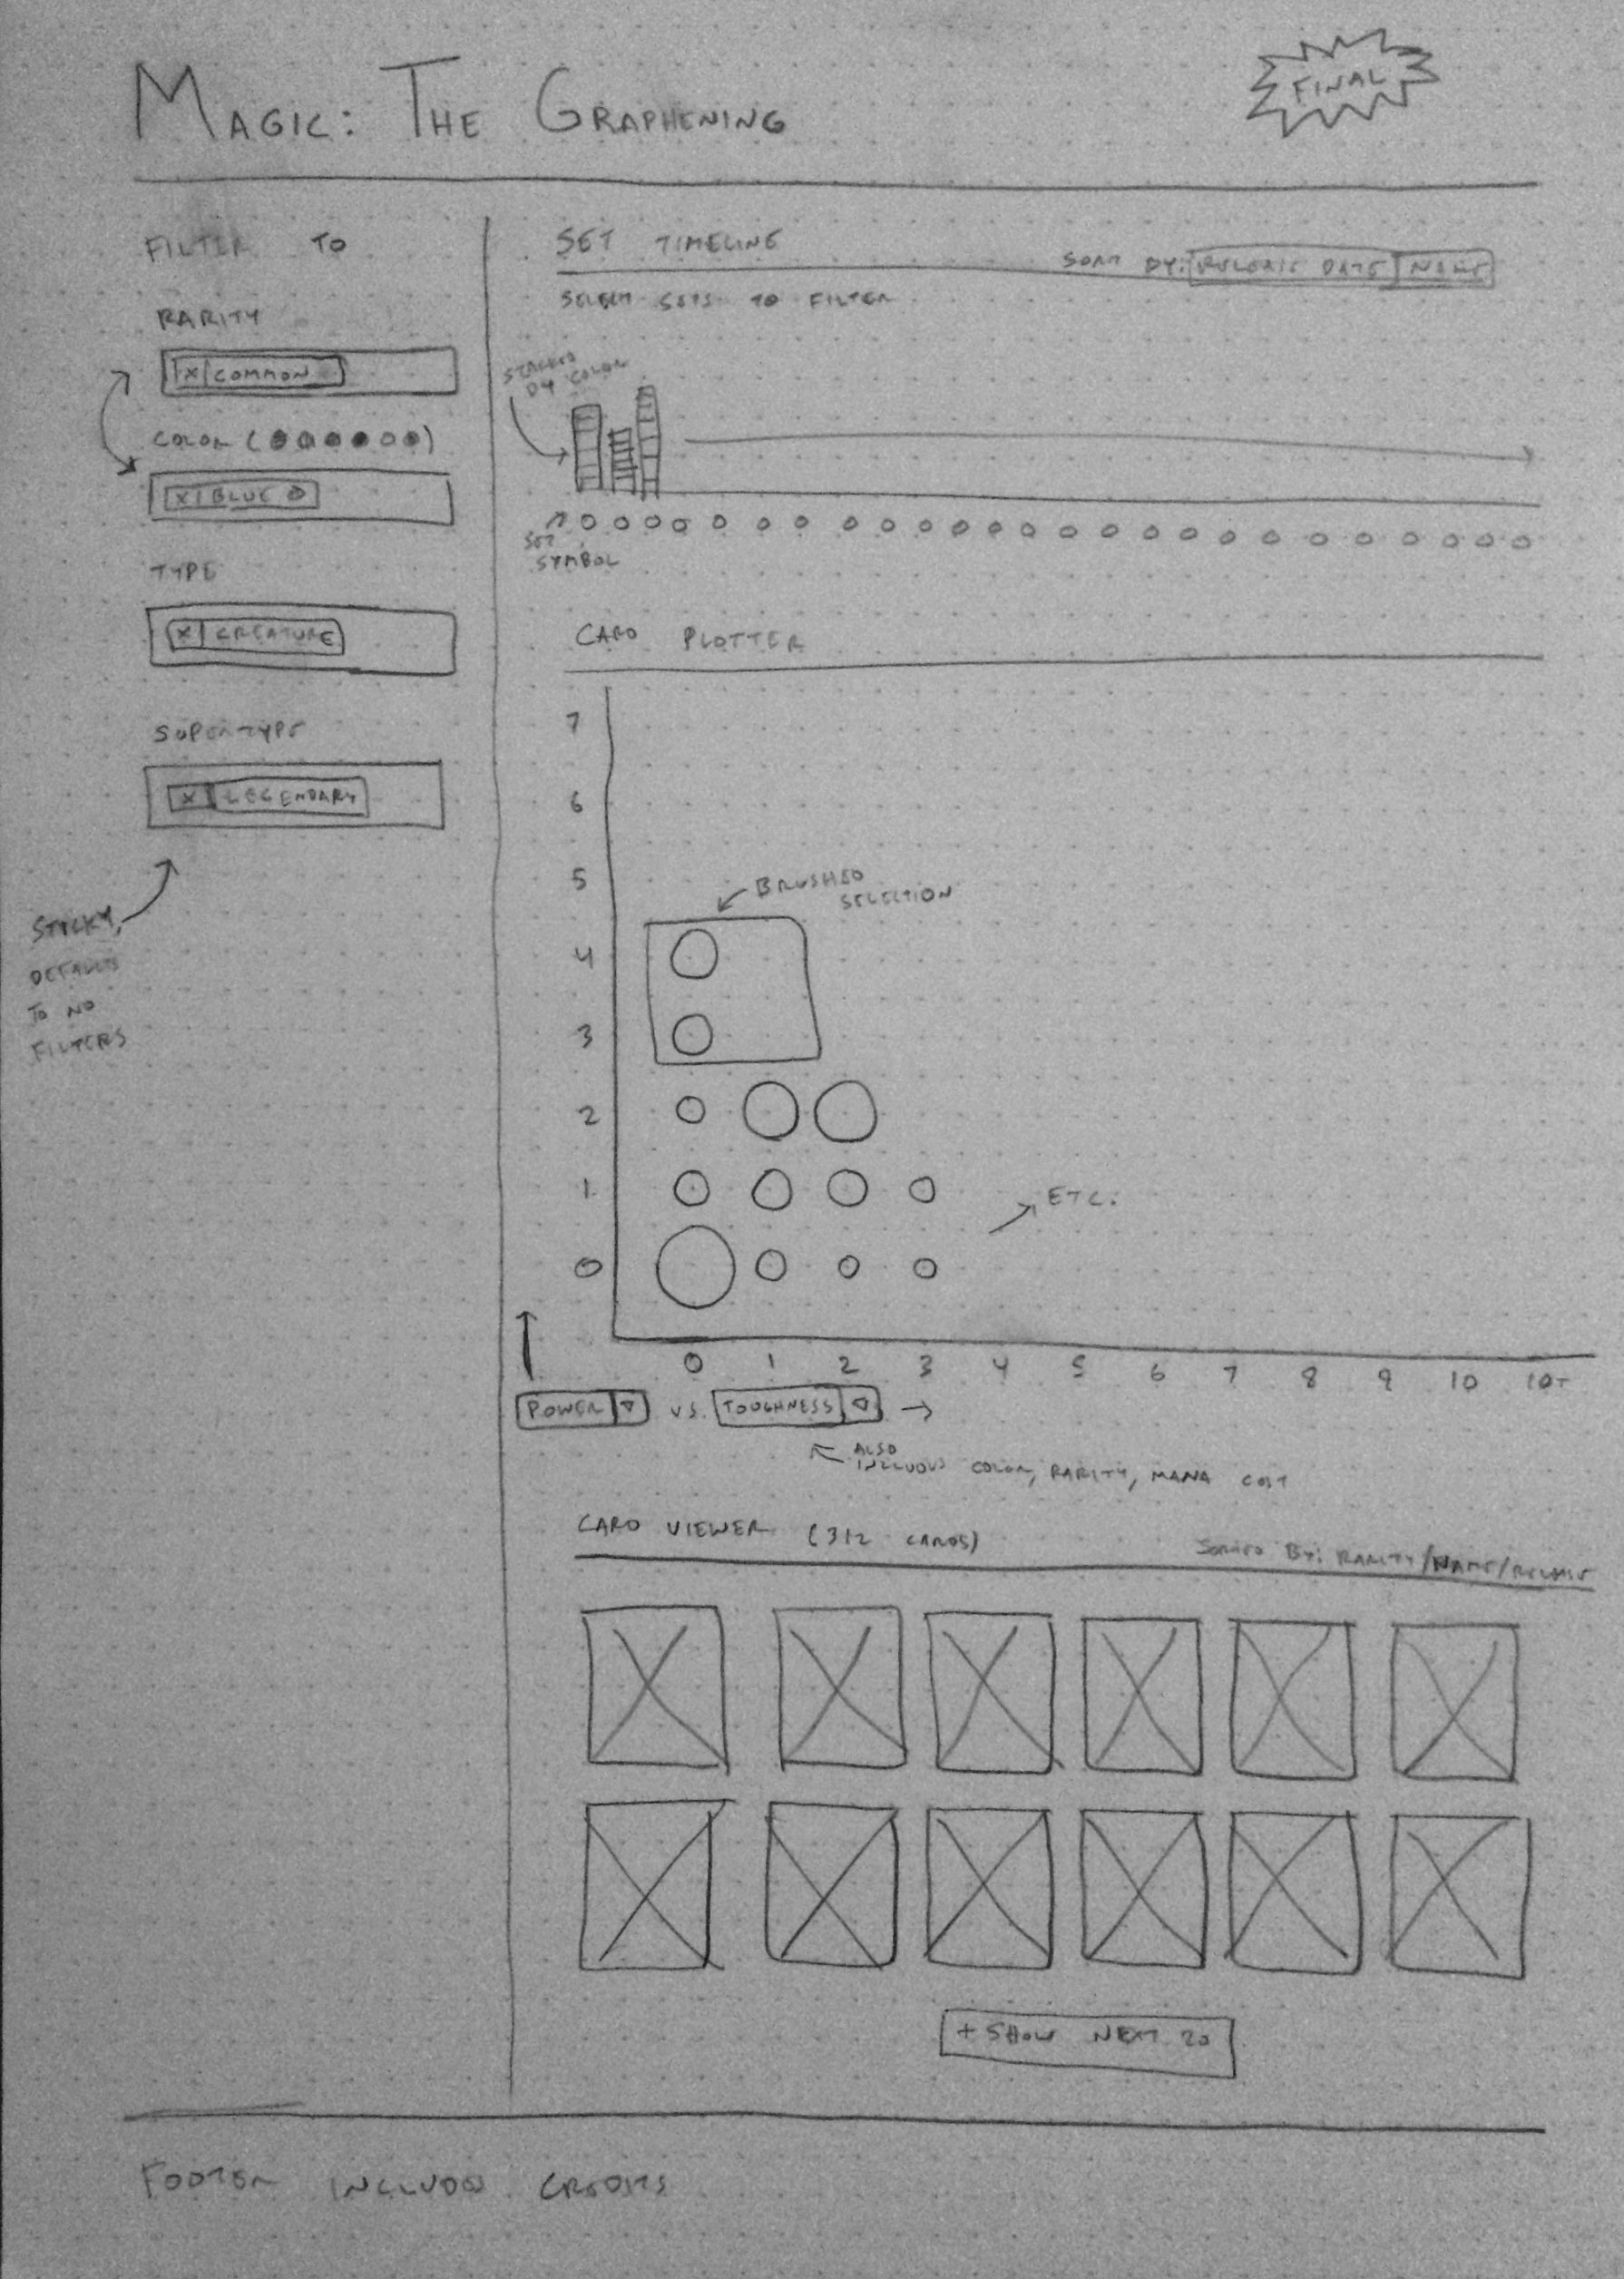 MAGIC: THE GRAPHENING
FINAL
FILTER TO
RARITY
X COMMON
COLOR ( )
X BLUE
TYPE
X CREATURE
SUPERTYPE
X LEGENDARY
STICKY,
DEFAULTS
TO NO
FILTERS
SET TIMELINE
SORT BY: RELEASE DATE NAME
SELECT SETS TO FILTER
STACKED
BY COLOR
SET
SYMBOL
CARD PLOTTER
7
6
5
BRUSHED
SELECTION
4
3
2
1
ETC.
0
0 1 2 3 4 5 6 7 8 9 10 10+
POWER VS. TOUGHNESS
ALSO
INCLUDES COLOR, RARITY, MANA COST
CARD VIEWER (312 CARDS)
SORTED BY: RARITY/NAME/RELEASE
+ SHOW NEXT 20
FOOTER INCLUDES CREDITS